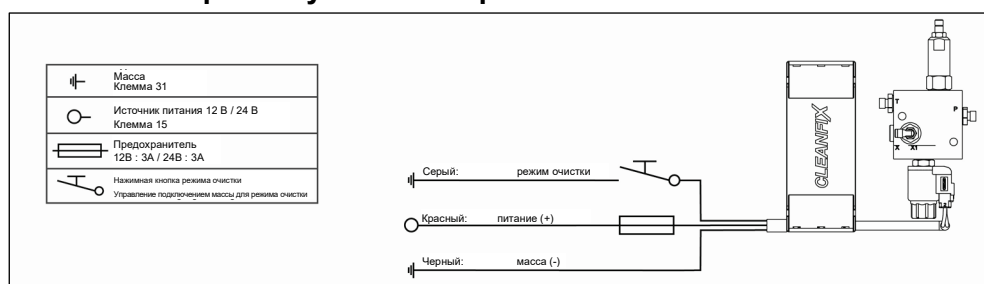 Масса
Клемма 31
Источник питания 12 В / 24 В
Клемма 15
Предохранитель
12В : 3А / 24В : 3А
Нажимная кнопка режима очистки
Управление подключением массы для режима очистки
Серый: режим очистки
Красный: питание (+)
Черный: масса (-)
CLEANFIX
T
P
X X1